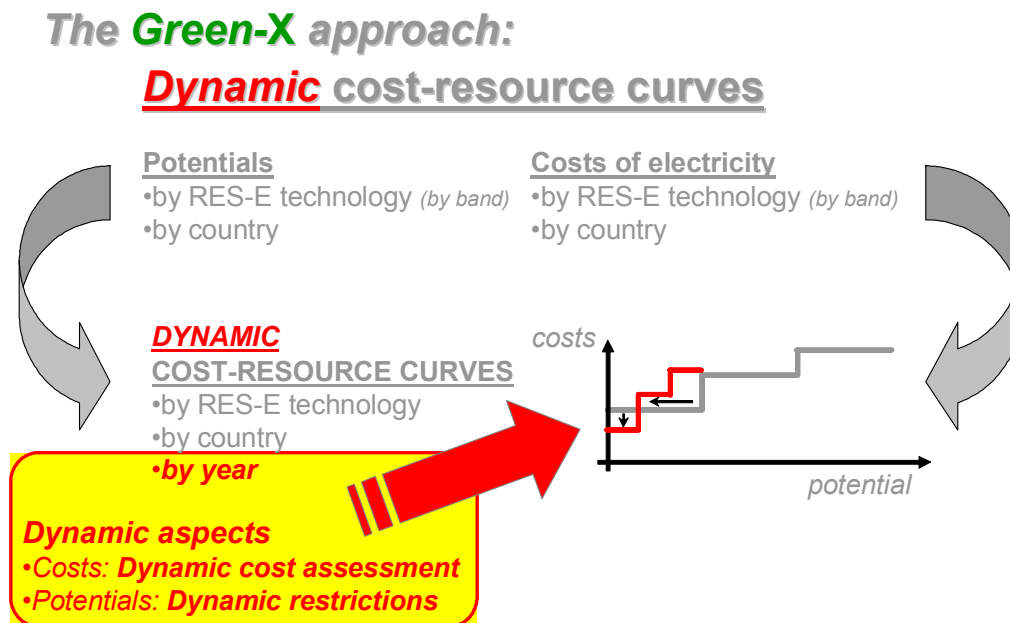 The Green-X approach:
Dynamic cost-resource curves
Potentials
•by RES-E technology (by band)
•by country
Costs of electricity
•by RES-E technology (by band)
•by country
DYNAMIC
COST-RESOURCE CURVES
•by RES-E technology
•by country
•by year
costs
potential
Dynamic aspects
•Costs: Dynamic cost assessment
•Potentials: Dynamic restrictions